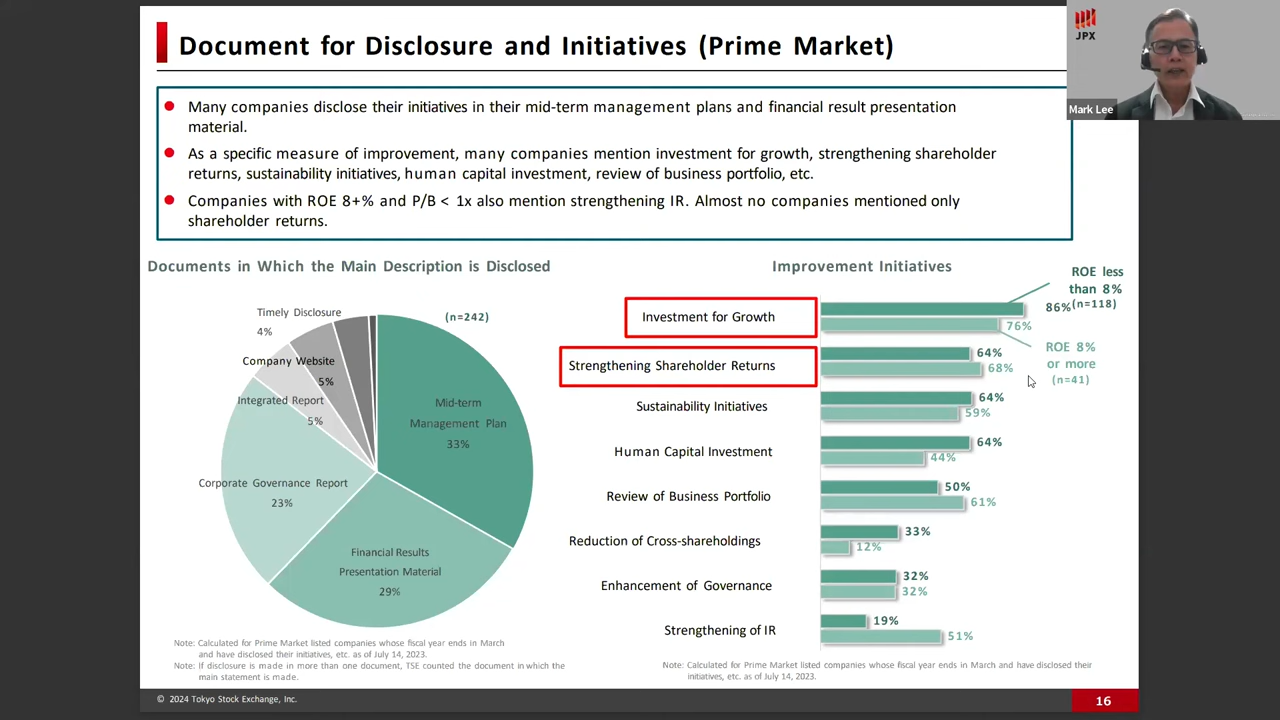 Document for Disclosure and Initiatives (Prime Market)
JPX
Mark Lee
Many companies disclose their initiatives in their mid-term management plans and financial result presentation
material.
As a specific measure of improvement, many companies mention investment for growth, strengthening shareholder
returns, sustainability initiatives, human capital investment, review of business portfolio, etc.
Companies with ROE 8+% and P/B < 1x also mention strengthening IR. Almost no companies mentioned only
shareholder returns.
Documents in Which the Main Description is Disclosed
(n=242)
Timely Disclosure
4%
Company Website
5%
Integrated Report
5%
Corporate Governance Report
23%
Mid-term
Management Plan
33%
Financial Results
Presentation Material
29%
Note: Calculated for Prime Market listed companies whose fiscal year ends in March
and have disclosed their initiatives, etc. as of July 14, 2023.
Note: If disclosure is made in more than one document, TSE counted the document in which the
main statement is made.
Improvement Initiatives
ROE less
than 8%
(n=118)
ROE 8%
or more
(n=41)
Investment for Growth
86%
76%
Strengthening Shareholder Returns
64%
68%
Sustainability Initiatives
64%
59%
Human Capital Investment
64%
44%
Review of Business Portfolio
50%
61%
Reduction of Cross-shareholdings
33%
12%
Enhancement of Governance
32%
32%
Strengthening of IR
19%
51%
Note: Calculated for Prime Market listed companies whose fiscal year ends in March and have disclosed their
initiatives, etc. as of July 14, 2023.
© 2024 Tokyo Stock Exchange, Inc.
16